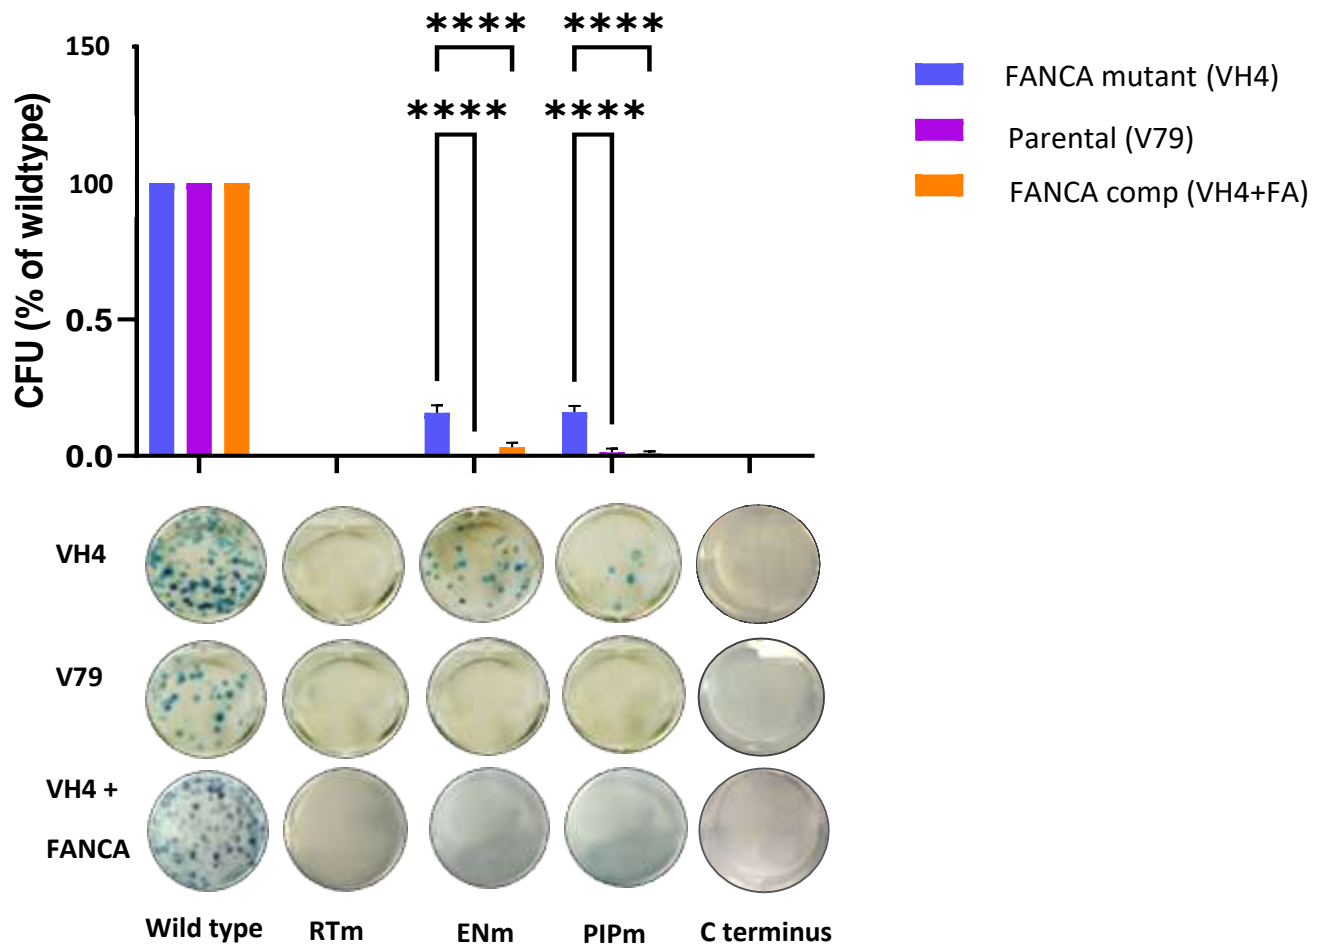 **** ****
150
**** ****
100
0.5
0.0
CFU (% of wildtype)
FANCA mutant (VH4)
Parental (V79)
FANCA comp (VH4+FA)
VH4
V79
VH4 +
FANCA
Wild type RTm ENm PIPm C terminus